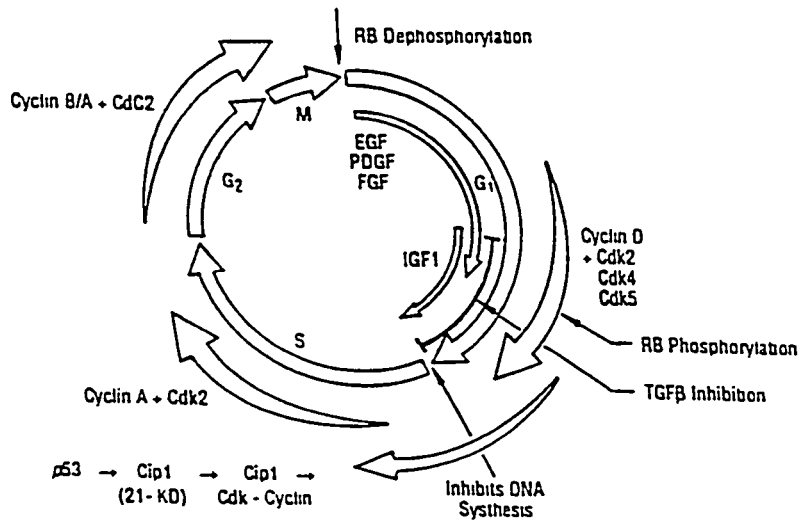 RB Dephosphorylation
Cyclin B/A + CdC2
M
EGF
PDGF
FGF
G1
G2
Cyclin D
+ Cdk2
Cdk4
Cdk5
IGF1
S
RB Phosphorylation
TGFβ Inhibition
Cyclin A + Cdk2
p53 → Cip1 → Cip1 →
(21-KD) Cdk - Cyclin
Inhibits DNA
Systhesis